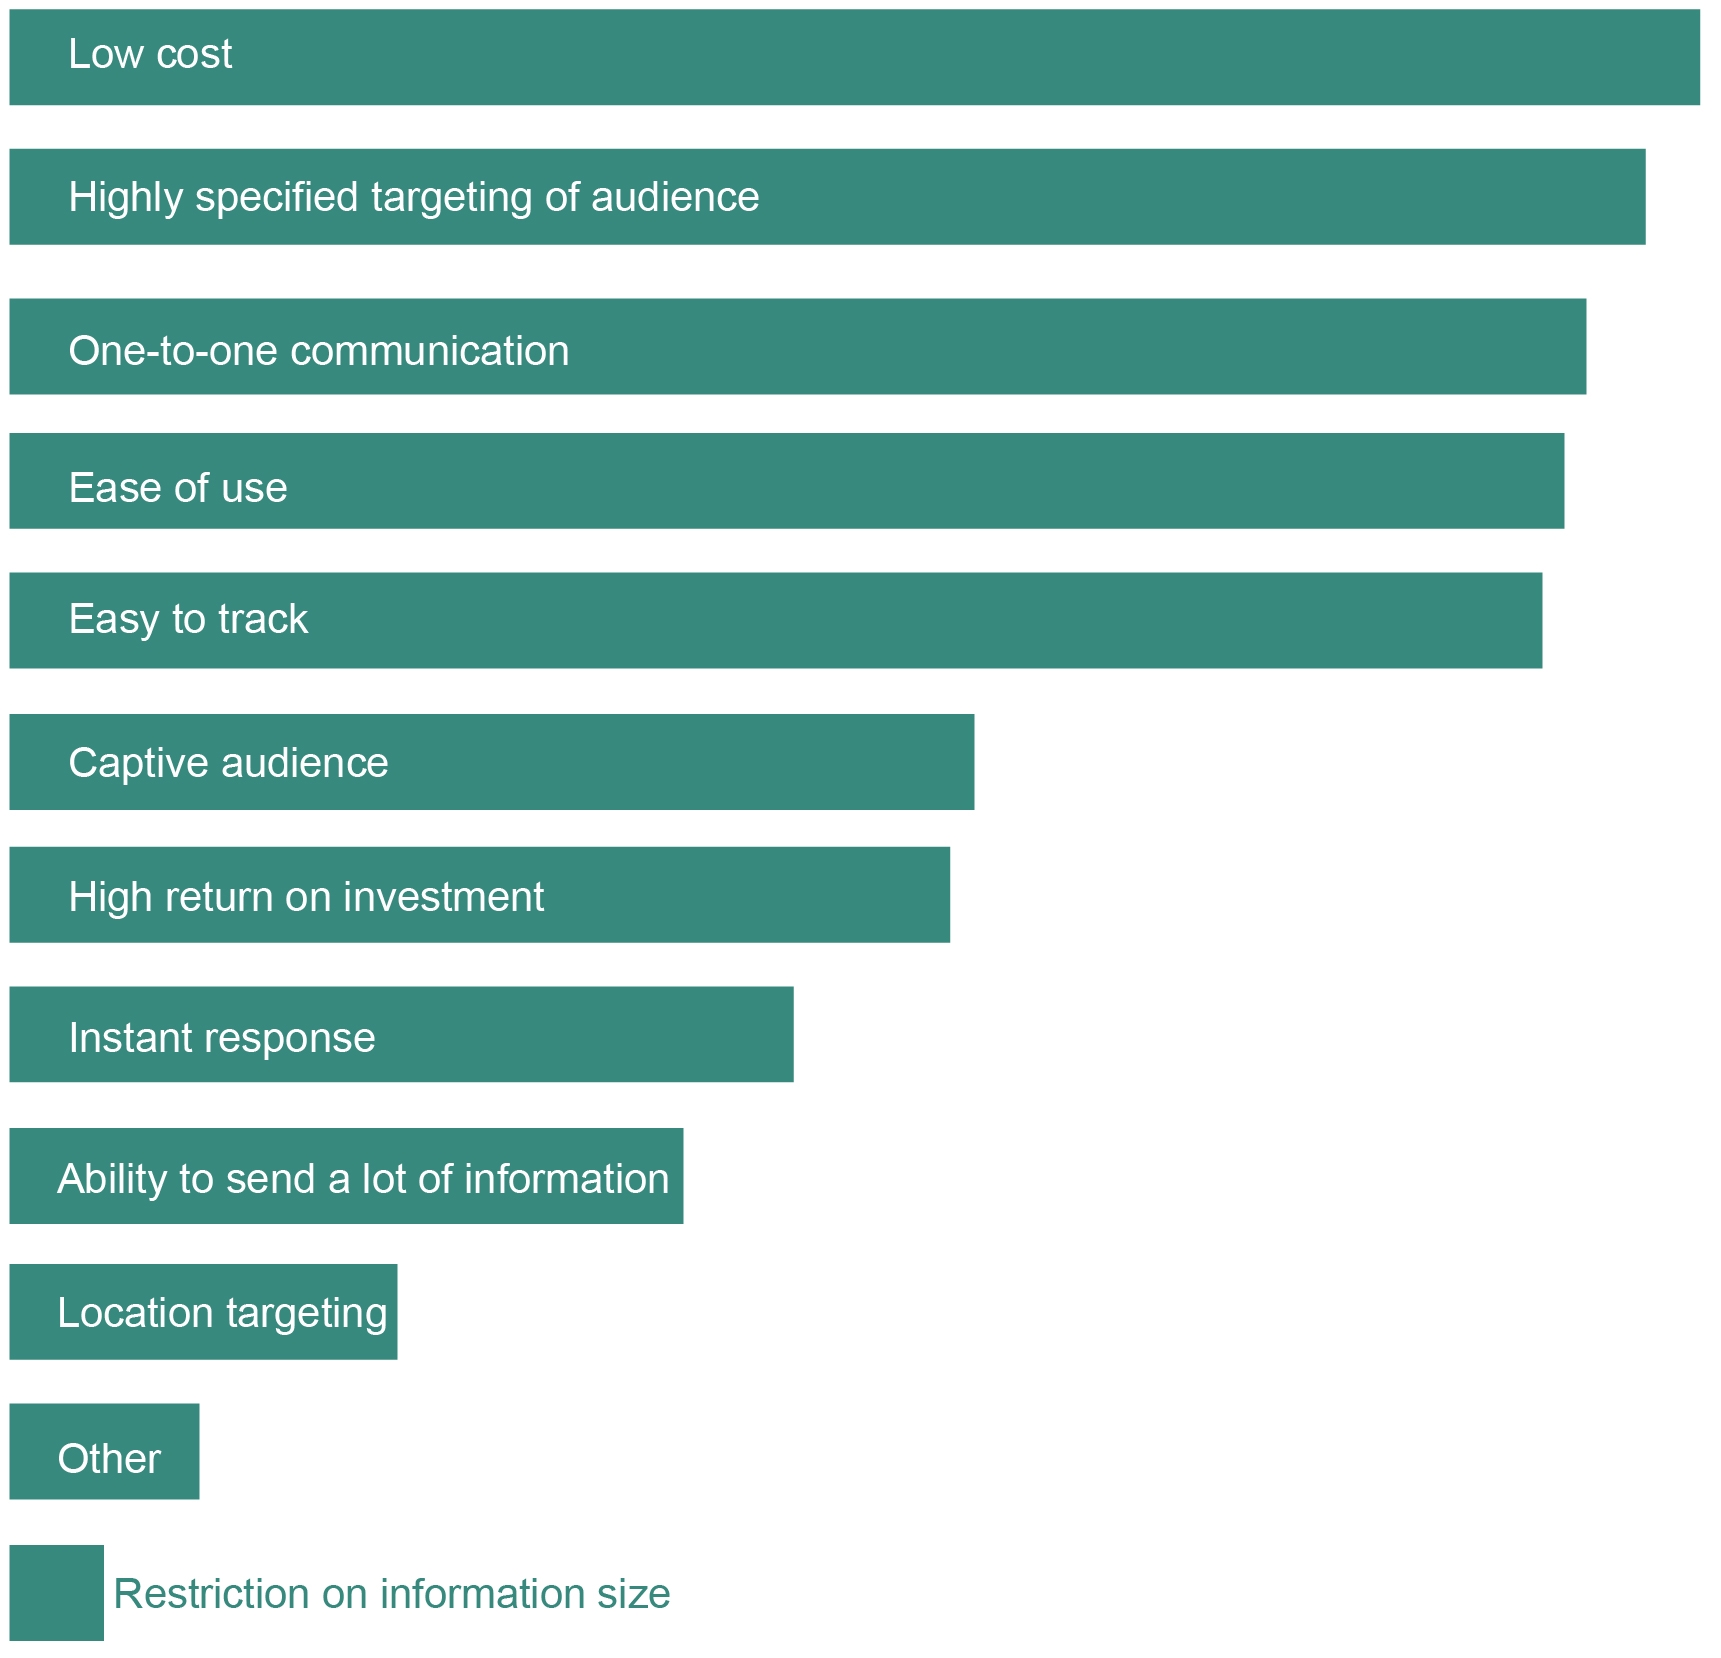 Low cost
Highly specified targeting of audience
One-to-one communication
Ease of use
Easy to track
Captive audience
High return on investment
Instant response
Ability to send a lot of information
Location targeting
Other
Restriction on information size